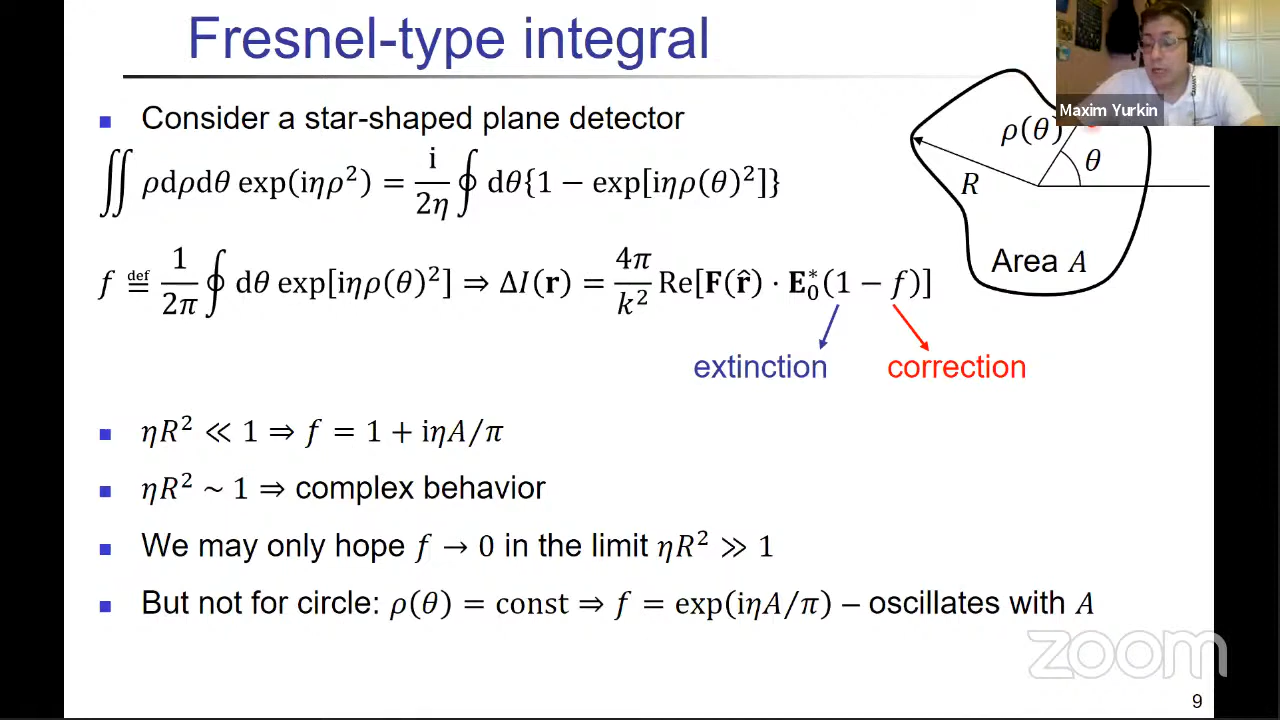 Fresnel-type integral
Maxim Yurkin
Consider a star-shaped plane detector
∬ ρdρdθ exp(iηρ²) = i/2η ∮ dθ{1 − exp[iηρ(θ)²]}
ρ(θ)
θ
R
Area A
f ≝ 1/2π ∮ dθ exp[iηρ(θ)²] ⇒ ΔI(𝐫) = 4π/k² Re[𝐅(𝐫̂) · 𝐄₀*(1 − f)]
extinction
correction
ηR² ≪ 1 ⇒ f = 1 + iηA/π
ηR² ~ 1 ⇒ complex behavior
We may only hope f → 0 in the limit ηR² ≫ 1
But not for circle: ρ(θ) = const ⇒ f = exp(iηA/π) – oscillates with A
zoom
9